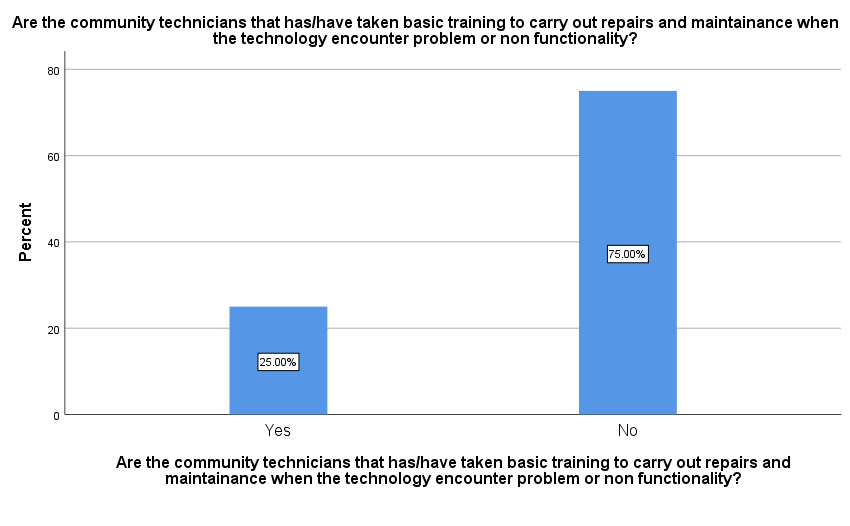 Are the community technicians that has/have taken basic training to carry out repairs and maintainance when
the technology encounter problem or non functionality?
80
60
40
20
0
Percent
25.00%
75.00%
Yes
No
Are the community technicians that has/have taken basic training to carry out repairs and
maintainance when the technology encounter problem or non functionality?